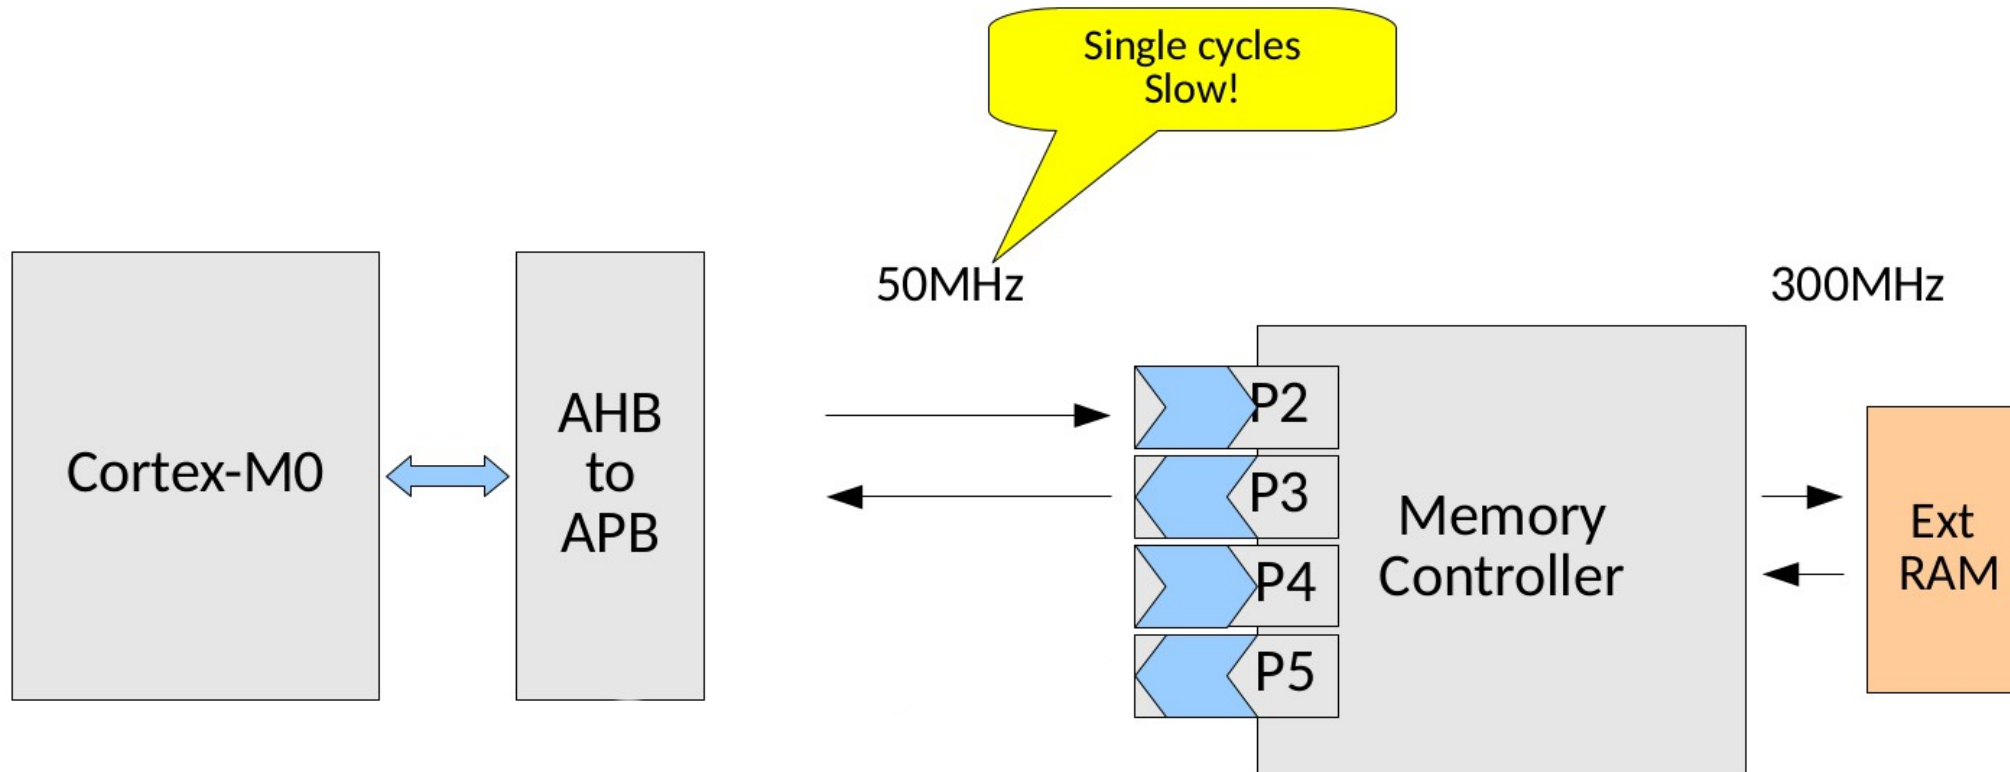 Single cycles
Slow!
50MHz
300MHz
Cortex-M0
AHB
to
APB
P2
P3
P4
P5
Memory
Controller
Ext
RAM